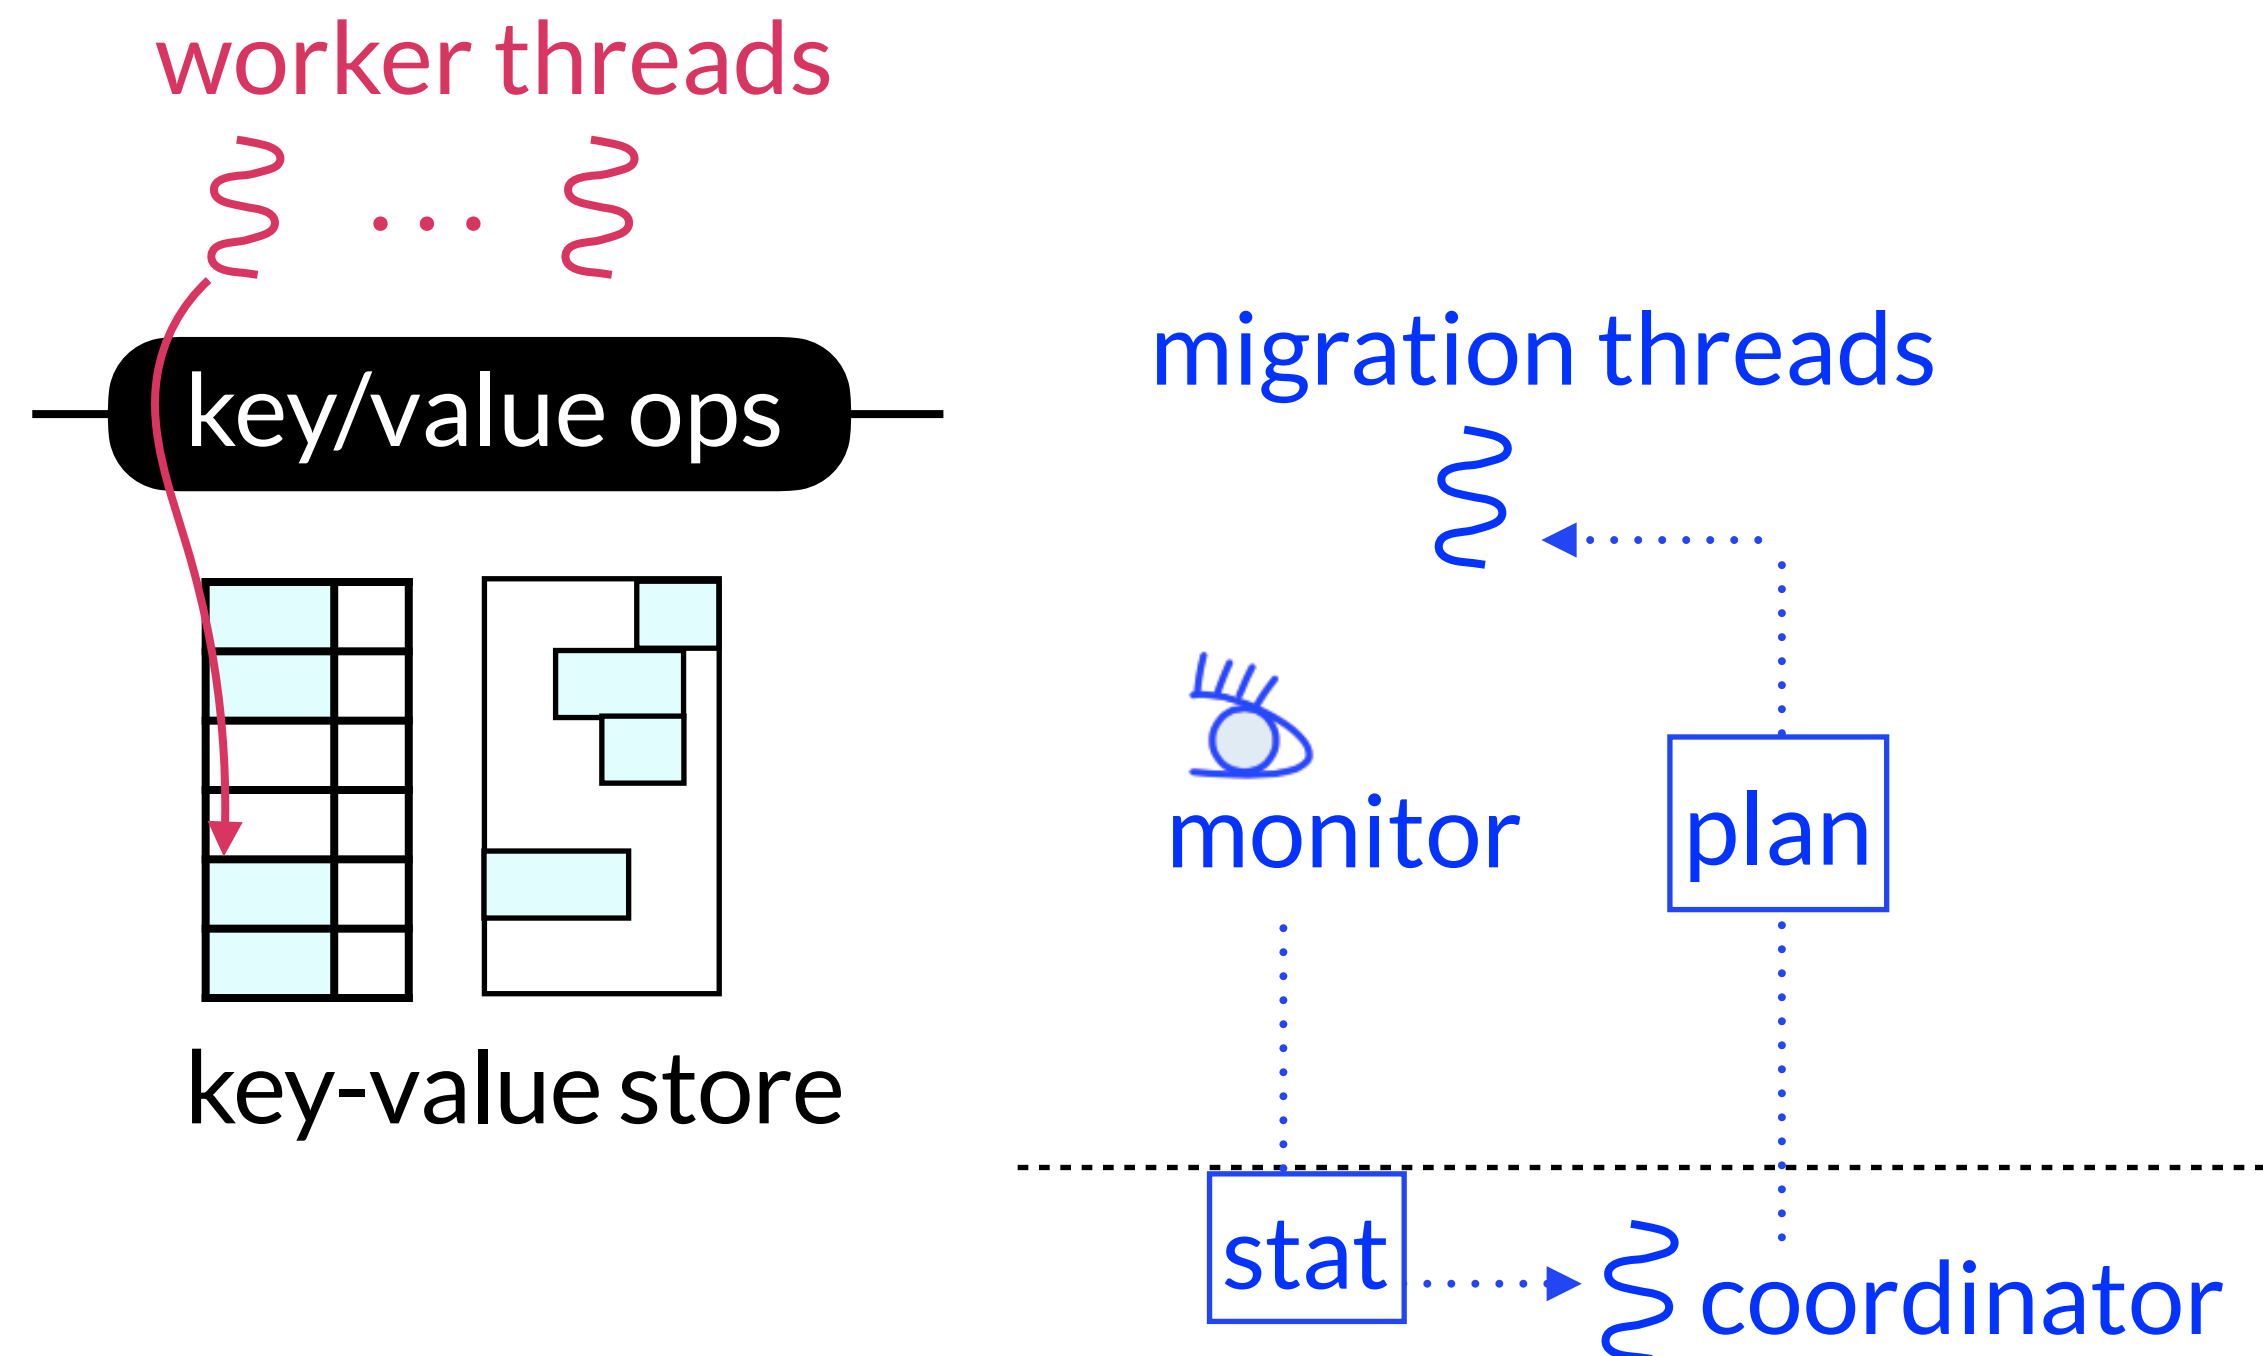 worker threads
key/value ops
key-value store
migration threads
monitor
plan
stat
coordinator